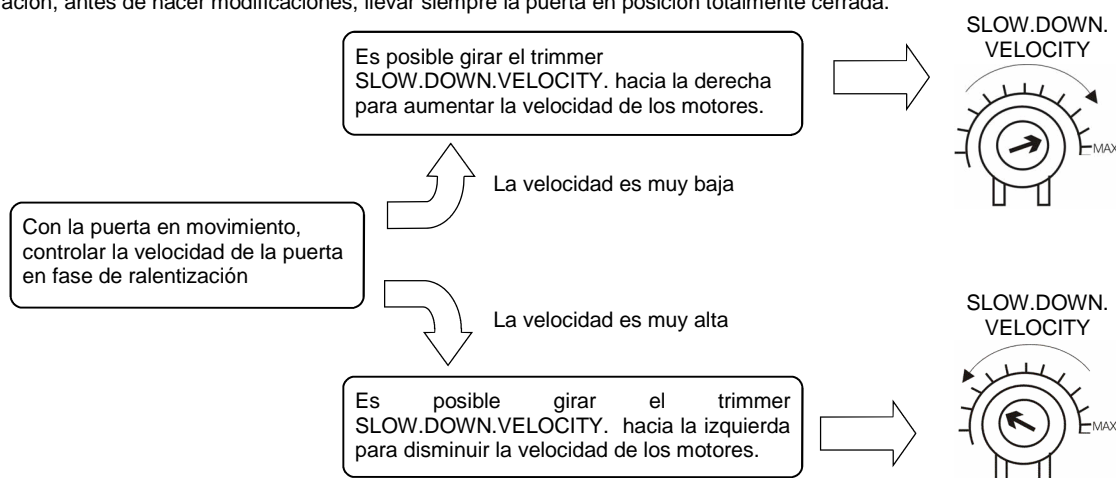 ación, antes de hacer modificaciones, llevar siempre la puerta en posición totalmente cerrada.
Es posible girar el trimmer
SLOW.DOWN.VELOCITY. hacia la derecha
para aumentar la velocidad de los motores.
SLOW.DOWN.
VELOCITY
MAX
La velocidad es muy baja
Con la puerta en movimiento,
controlar la velocidad de la puerta
en fase de ralentización
La velocidad es muy alta
Es posible girar el trimmer
SLOW.DOWN.VELOCITY. hacia la izquierda
para disminuir la velocidad de los motores.
SLOW.DOWN.
VELOCITY
MAX